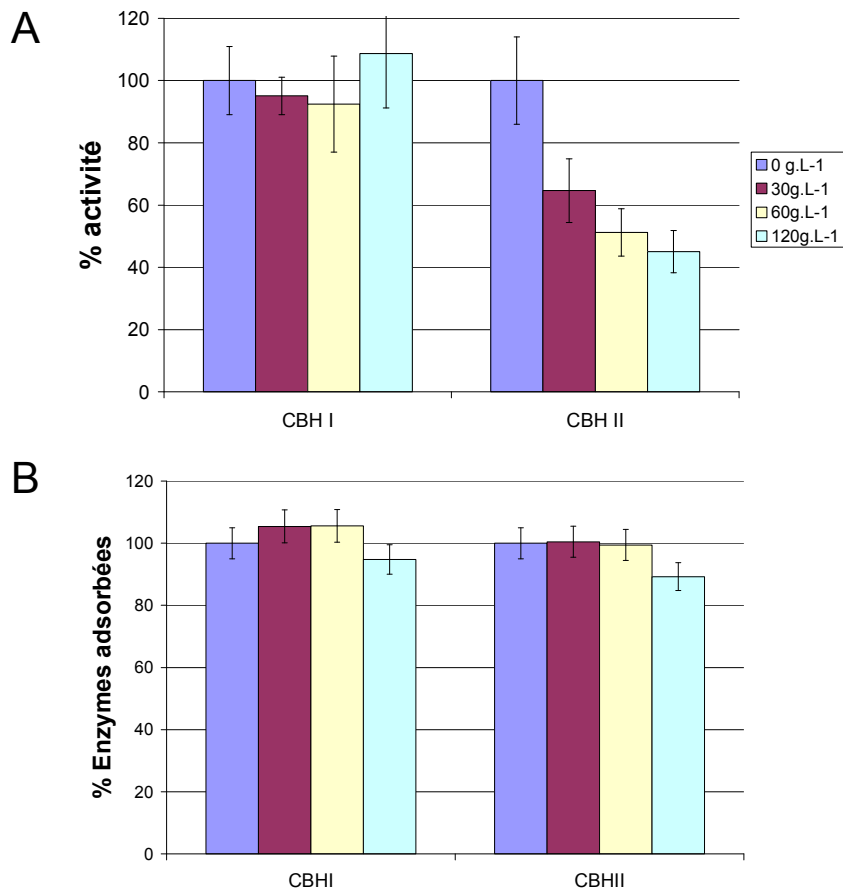 A
% activité
120
100
80
60
40
20
0
CBH I
CBH II
0 g.L-1
30g.L-1
60g.L-1
120g.L-1
B
% Enzymes adsorbées
120
100
80
60
40
20
0
CBHI
CBHII